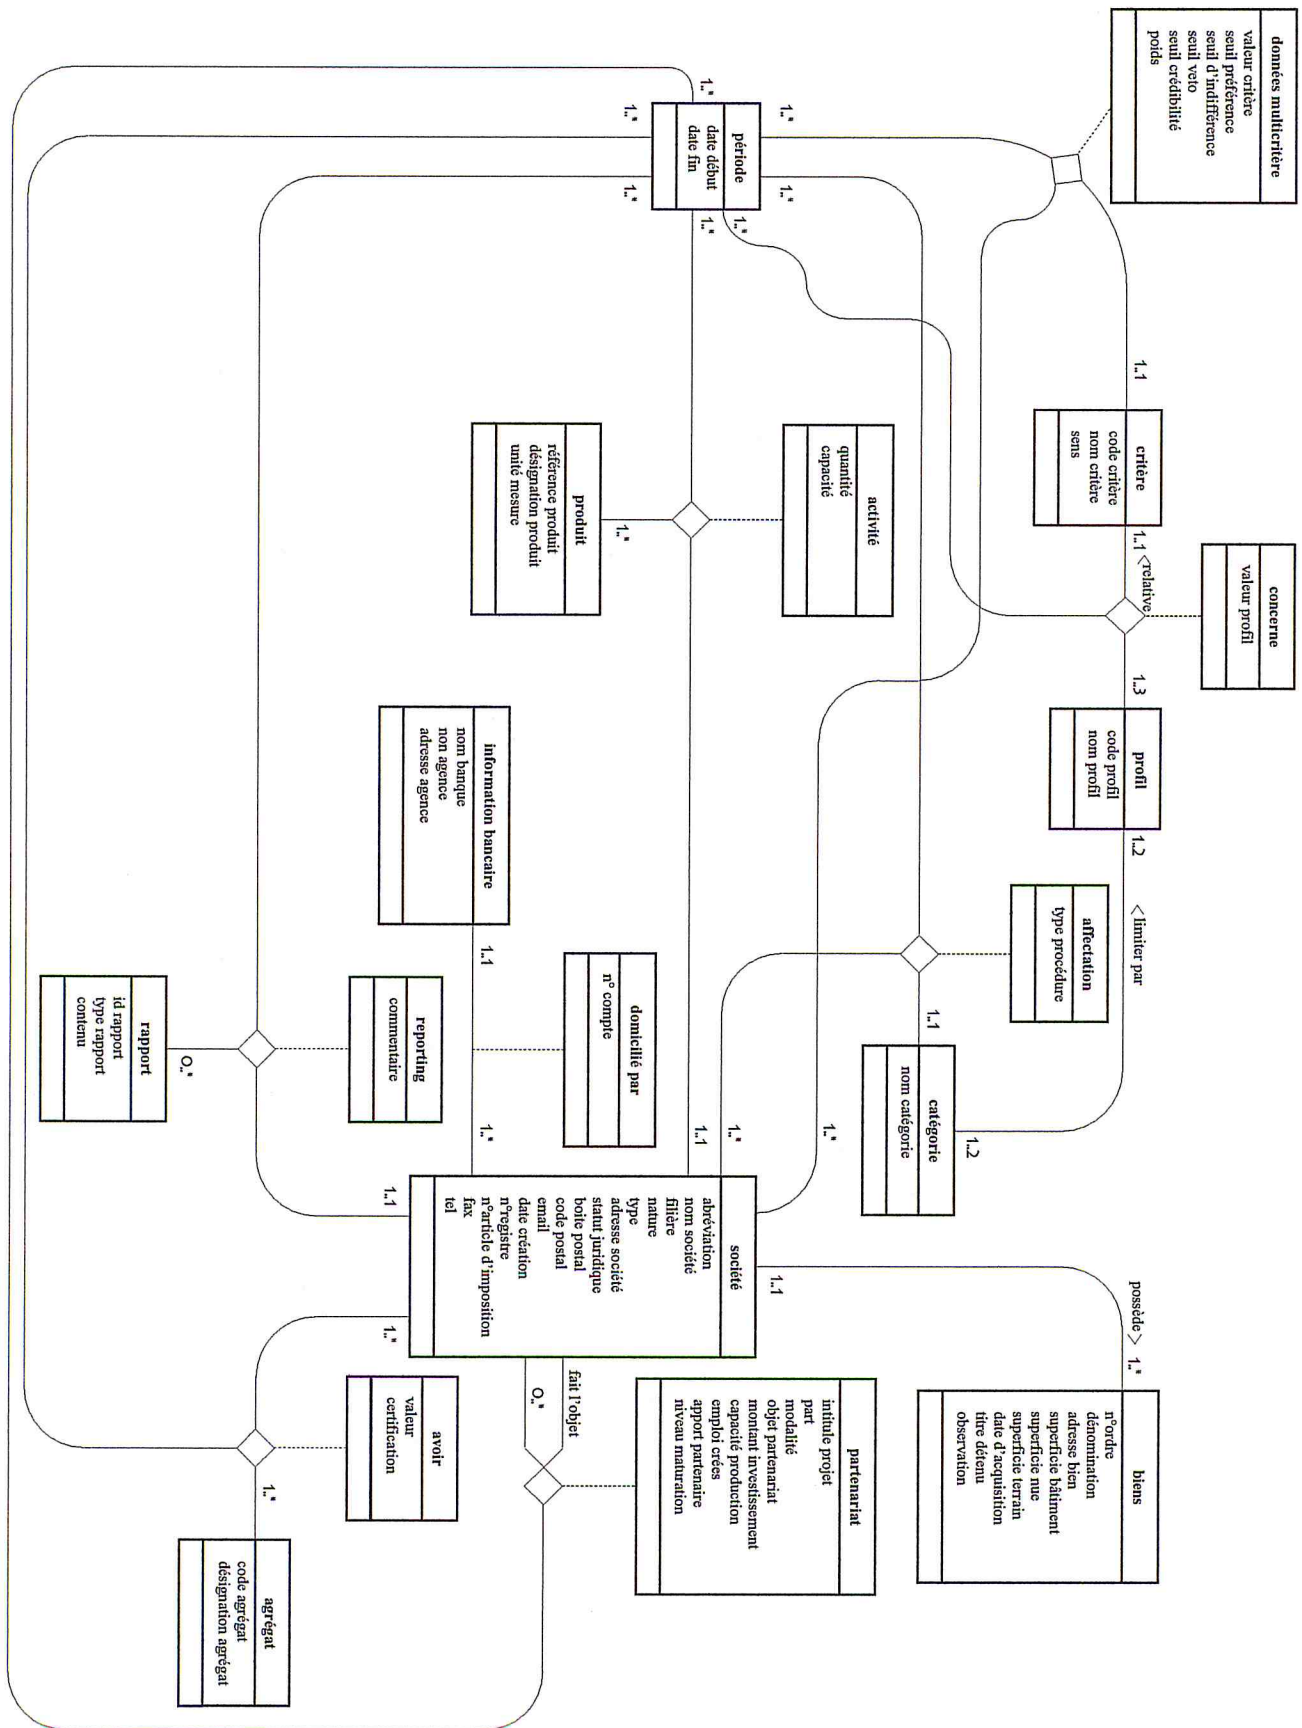 données multicritère
valeur critère
seuil préférence
seuil d'indifférence
seuil veto
seuil crédibilité
poids
1..1
critère
code critère
nom critère
sens
1..1
<relative
concerne
valeur profil
1..3
profil
code profil
nom profil
1..2
<limiter par
affectation
type procédure
1..1
catégorie
nom catégorie
1..2
possède >
1..*
biens
n°ordre
dénomination
adresse bien
superficie bâtiment
superficie nue
superficie terrain
date d'acquisition
titre détenu
observation
1..*
1..*
1..*
1..*
période
date début
date fin
1..*
1..*
1..*
1..*
activité
quantité
capacité
1..*
produit
référence produit
désignation produit
unité mesure
information bancaire
nom banque
non agence
adresse agence
1..1
domicilié par
n° compte
1..*
1..*
1..*
1..1
1..1
1..1
1..*
société
abréviation
nom société
filière
nature
type
adresse société
statut juridique
boite postal
code postal
email
date création
n°registre
n°article d'imposition
fax
tel
fait l'objet
0..*
partenariat
intitule projet
part
modalité
objet partenariat
montant investissement
capacité production
emploi crées
apport partenaire
niveau maturation
reporting
commentaire
0..*
rapport
id rapport
type rapport
contenu
avoir
valeur
certification
1..*
agrégat
code agrégat
désignation agrégat